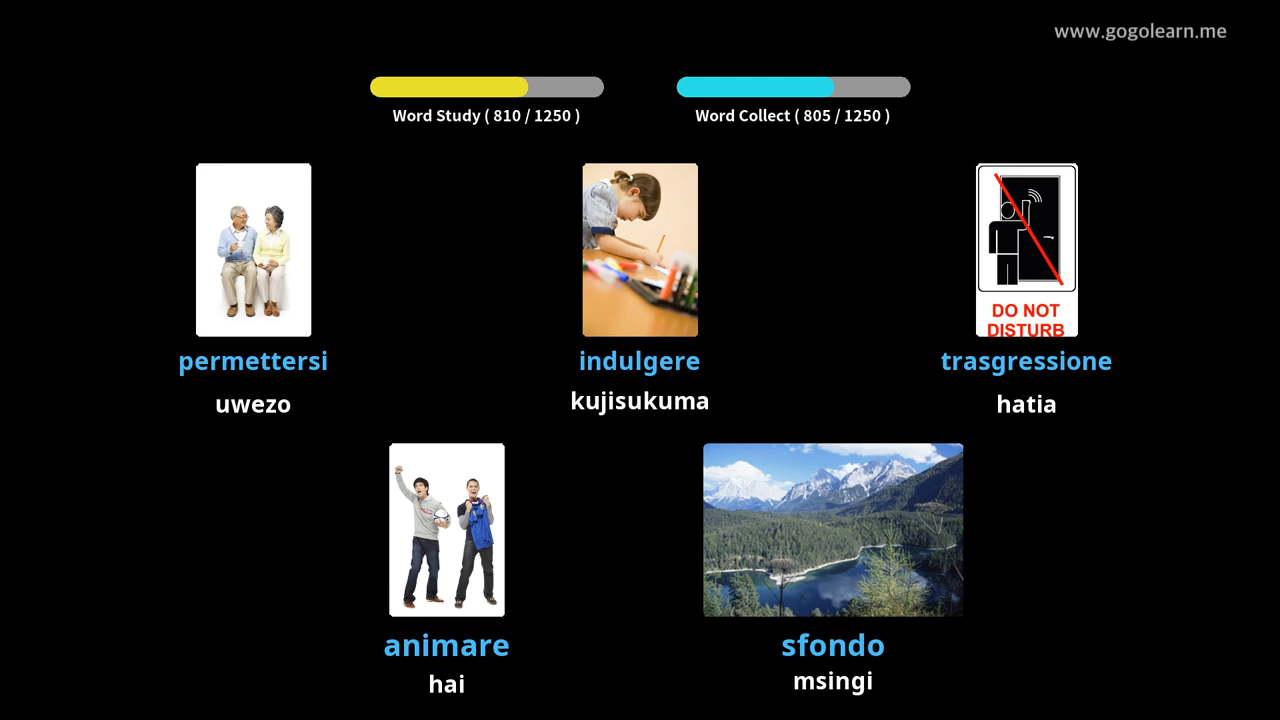 www.gogolearn.me
Word Study ( 810 / 1250 )
Word Collect ( 805 / 1250 )
DO NOT
DISTURB
permettersi
indulgere
trasgressione
uwezo
kujisukuma
hatia
animare
sfondo
hai
msingi